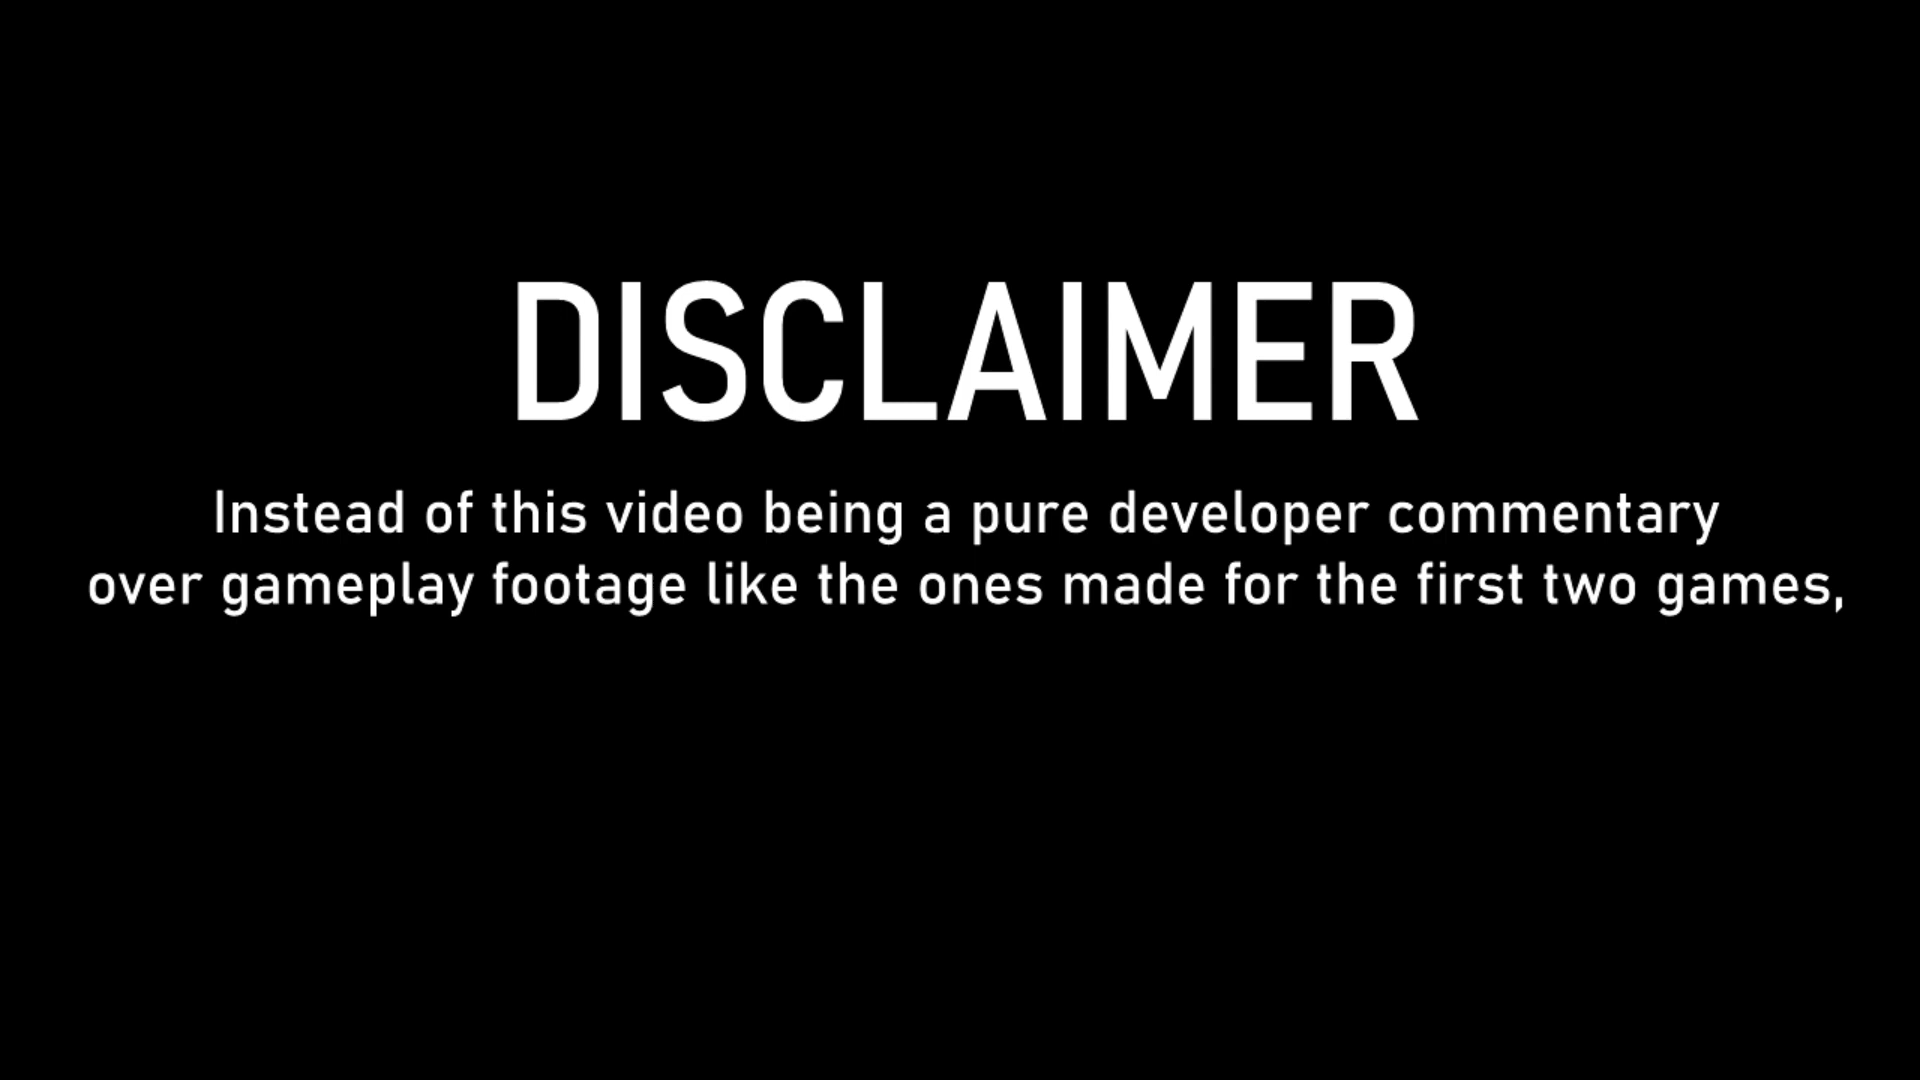 DISCLAIMER
Instead of this video being a pure developer commentary
over gameplay footage like the ones made for the first two games,